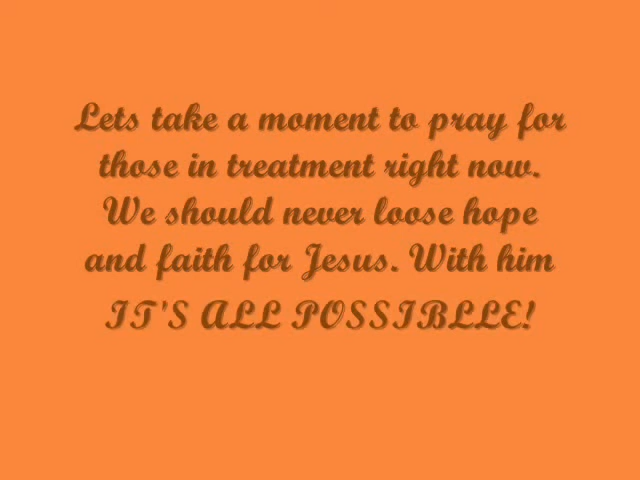 Lets take a moment to pray for
those in treatment right now.
We should never loose hope
and faith for Jesus. With him
IT'S ALL POSSIBLLE!